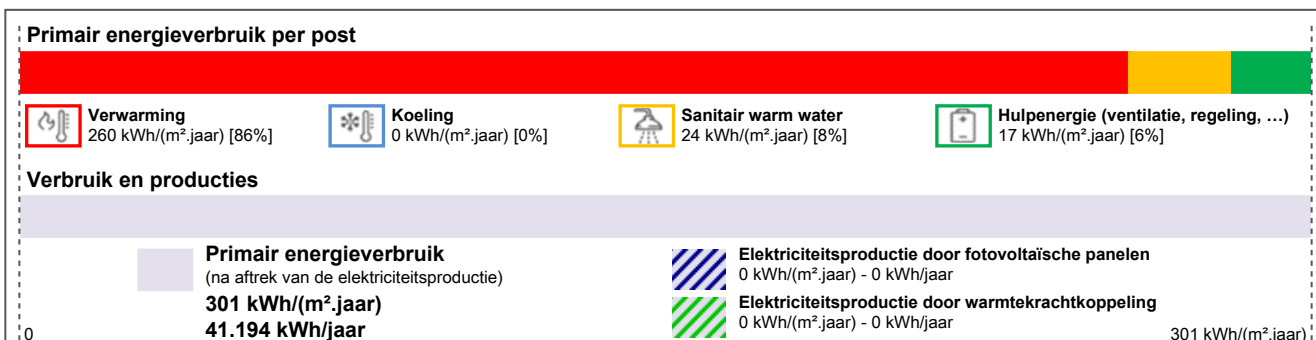 Primair energieverbruik per post
Verwarming
260 kWh/(m².jaar) [86%]
Koeling
0 kWh/(m².jaar) [0%]
Sanitair warm water
24 kWh/(m².jaar) [8%]
Hulpenergie (ventilatie, regeling, …)
17 kWh/(m².jaar) [6%]
Verbruik en producties
Primair energieverbruik
(na aftrek van de elektriciteitsproductie)
301 kWh/(m².jaar)
41.194 kWh/jaar
Elektriciteitsproductie door fotovoltaïsche panelen
0 kWh/(m².jaar) - 0 kWh/jaar
Elektriciteitsproductie door warmtekrachtkoppeling
0 kWh/(m².jaar) - 0 kWh/jaar
0
301 kWh/(m².jaar)